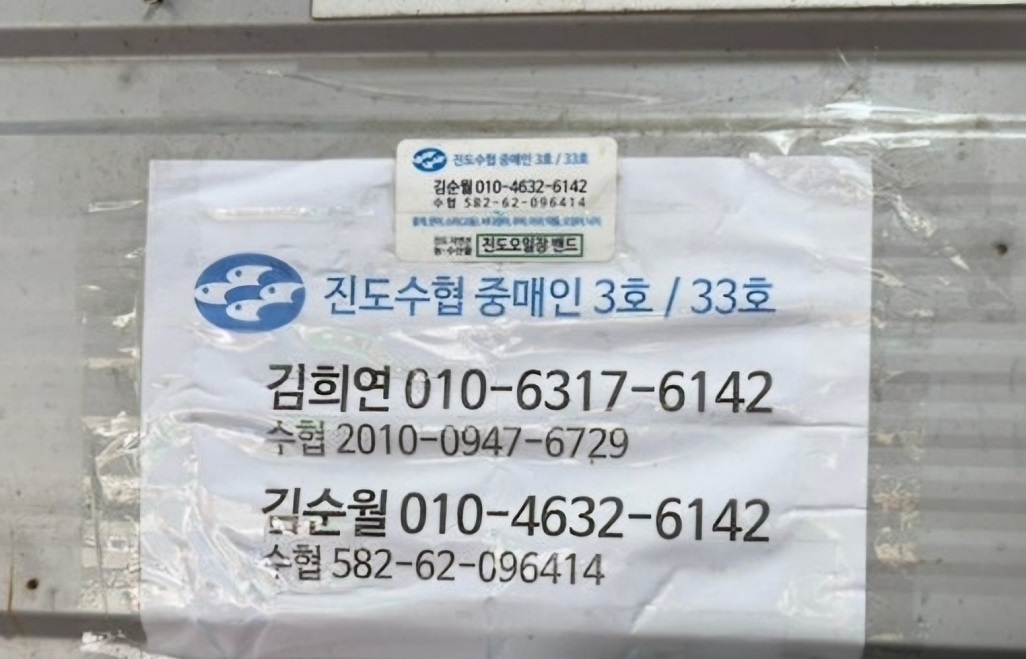 진도수협 중매인 3호 / 33호
김순월 010-4632-6142
수협 582-62-096414
진도오일장 밴드
진도수협 중매인 3호 / 33호
김희연 010-6317-6142
수협 2010-0947-6729
김순월 010-4632-6142
수협 582-62-096414